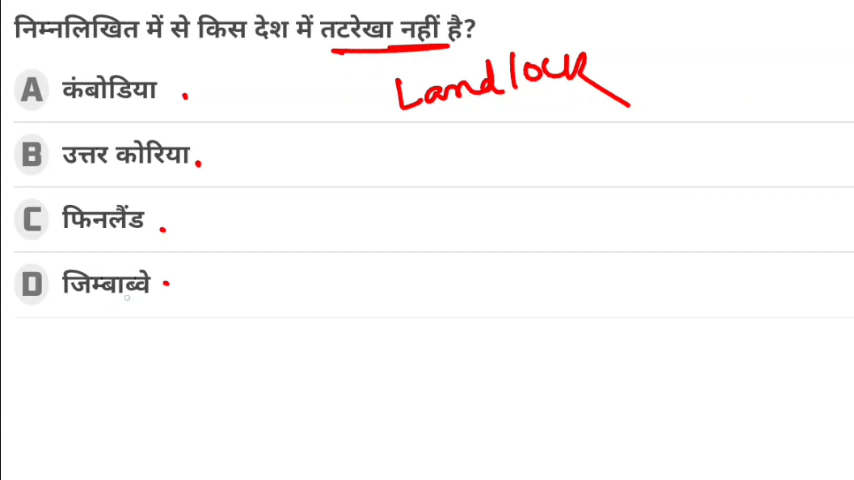 निम्नलिखित में से किस देश में तटरेखा नहीं है?
Landlock
A कंबोडिया
B उत्तर कोरिया
C फिनलैंड
D जिम्बाब्वे